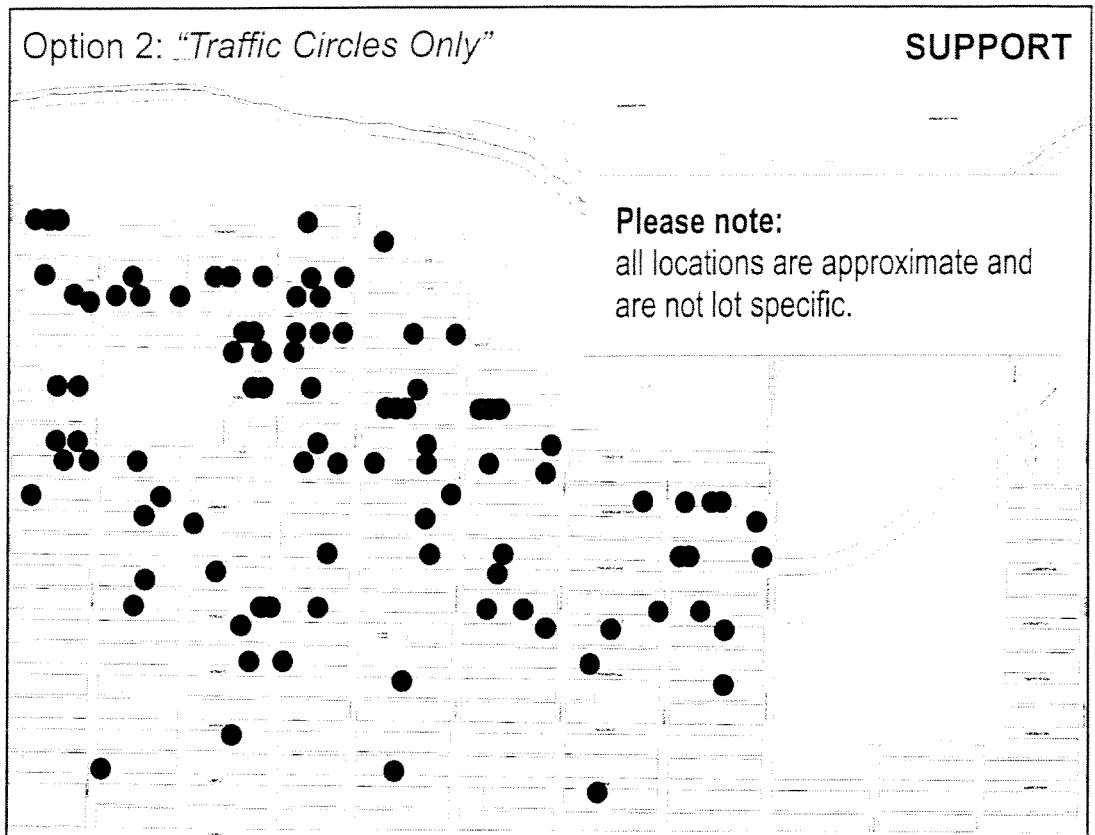 Option 2: “Traffic Circles Only”
SUPPORT
Please note:
all locations are approximate and
are not lot specific.